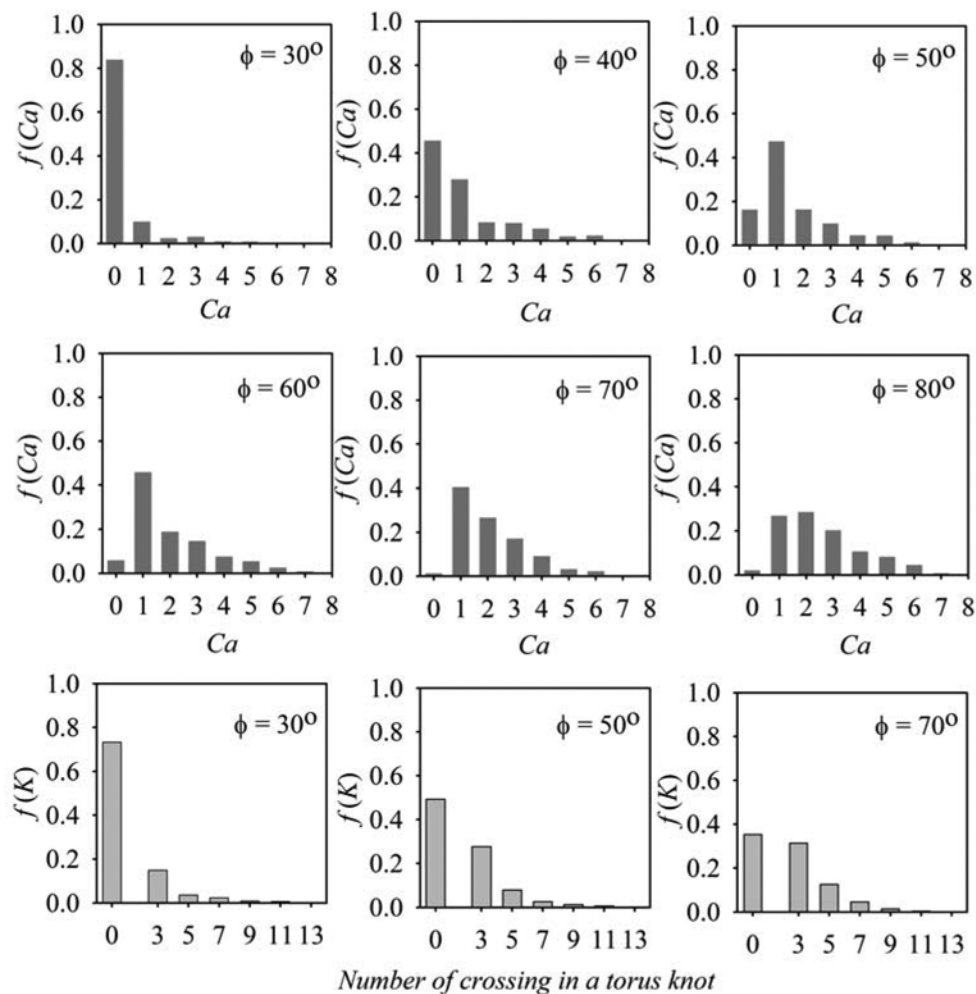 1.0
0.8
0.6
0.4
0.2
0.0
f(Ca)
ϕ = 30°
0 1 2 3 4 5 6 7 8
Ca
1.0
0.8
0.6
0.4
0.2
0.0
f(Ca)
ϕ = 40°
0 1 2 3 4 5 6 7 8
Ca
1.0
0.8
0.6
0.4
0.2
0.0
f(Ca)
ϕ = 50°
0 1 2 3 4 5 6 7 8
Ca
1.0
0.8
0.6
0.4
0.2
0.0
f(Ca)
ϕ = 60°
0 1 2 3 4 5 6 7 8
Ca
1.0
0.8
0.6
0.4
0.2
0.0
f(Ca)
ϕ = 70°
0 1 2 3 4 5 6 7 8
Ca
1.0
0.8
0.6
0.4
0.2
0.0
f(Ca)
ϕ = 80°
0 1 2 3 4 5 6 7 8
Ca
1.0
0.8
0.6
0.4
0.2
0.0
f(K)
ϕ = 30°
0 3 5 7 9 11 13
1.0
0.8
0.6
0.4
0.2
0.0
f(K)
ϕ = 50°
0 3 5 7 9 11 13
1.0
0.8
0.6
0.4
0.2
0.0
f(K)
ϕ = 70°
0 3 5 7 9 11 13
Number of crossing in a torus knot